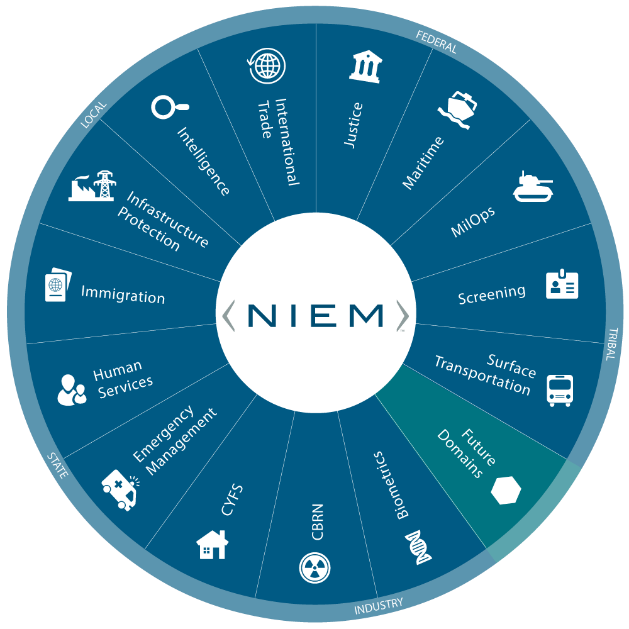 FEDERAL
LOCAL
TRIBAL
STATE
INDUSTRY
International
Trade
Justice
Maritime
MilOps
Screening
Surface
Transportation
Future
Domains
Biometrics
CBRN
CYFS
Emergency
Management
Human
Services
Immigration
Infrastructure
Protection
Intelligence
<NIEM>